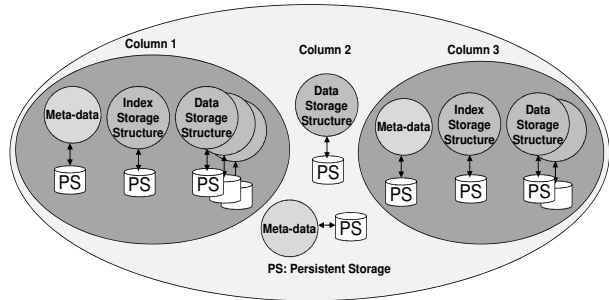 Column 1
Column 2
Column 3
Meta-data
Index
Storage
Structure
Data
Storage
Structure
PS
PS
PS
Data
Storage
Structure
PS
Meta-data
PS
Meta-data
Index
Storage
Structure
Data
Storage
Structure
PS
PS
PS
PS: Persistent Storage